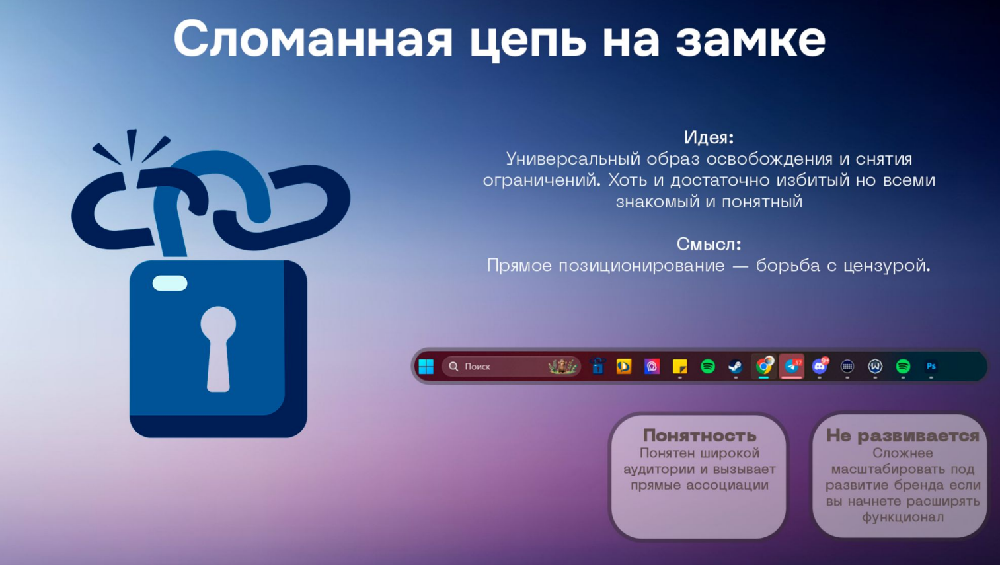 Сломанная цепь на замке
Идея:
Универсальный образ освобождения и снятия
ограничений. Хоть и достаточно избитый но всеми
знакомый и понятный
Смысл:
Прямое позиционирование — борьба с цензурой.
Поиск
57
9+
Ps
Понятность
Понятен широкой
аудитории и вызывает
прямые ассоциации
Не развивается
Сложнее
масштабировать под
развитие бренда если
вы начнете расширять
функционал